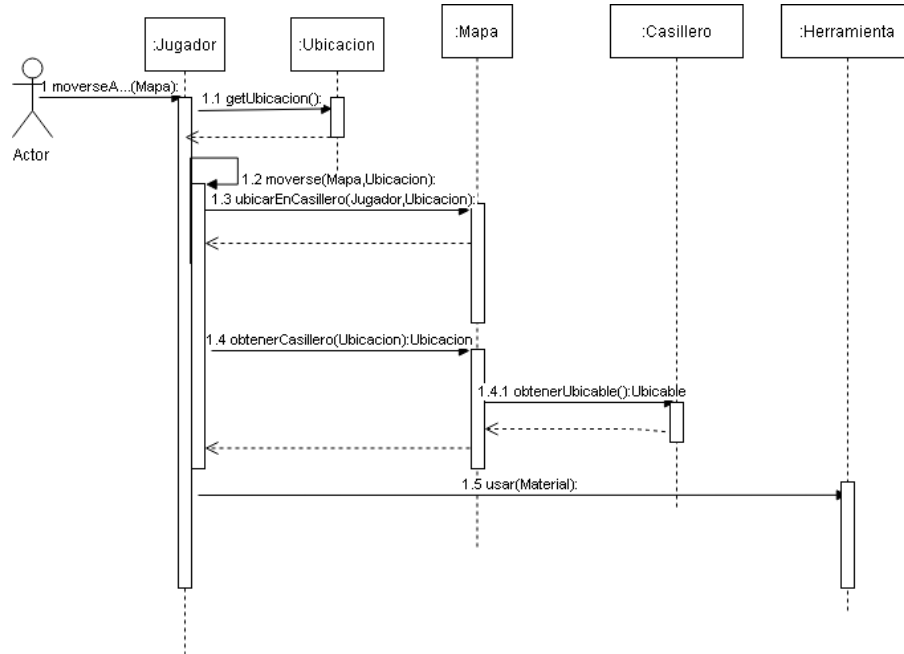 :Jugador
:Ubicacion
:Mapa
:Casillero
:Herramienta
1 moverseA...(Mapa):
1.1 getUbicacion():
Actor
1.2 moverse(Mapa,Ubicacion):
1.3 ubicarEnCasillero(Jugador,Ubicacion):
1.4 obtenerCasillero(Ubicacion):Ubicacion
1.4.1 obtenerUbicable():Ubicable
1.5 usar(Material):